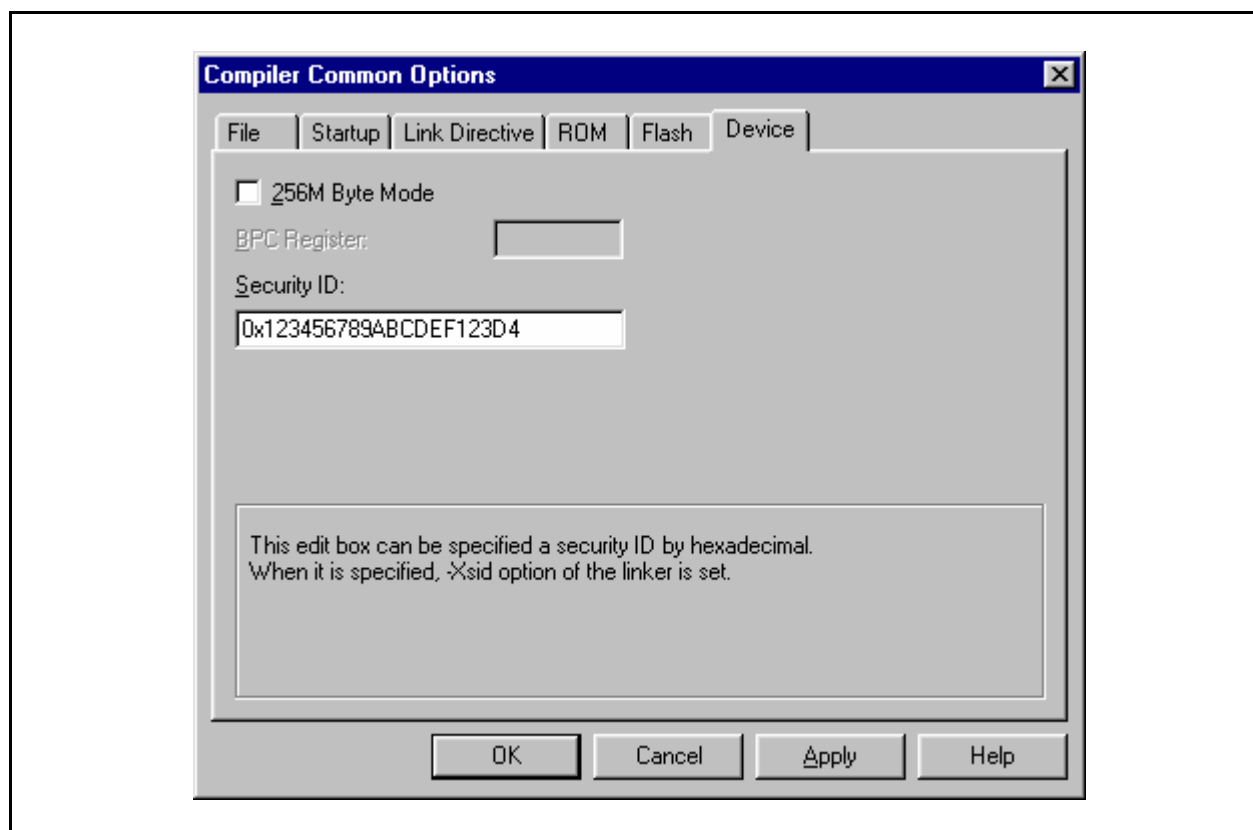 Compiler Common Options
File Startup Link Directive ROM Flash Device
256M Byte Mode
BPC Register:
Security ID:
0x123456789ABCDEF123D4
This edit box can be specified a security ID by hexadecimal.
When it is specified, -Xsid option of the linker is set.
OK Cancel Apply Help